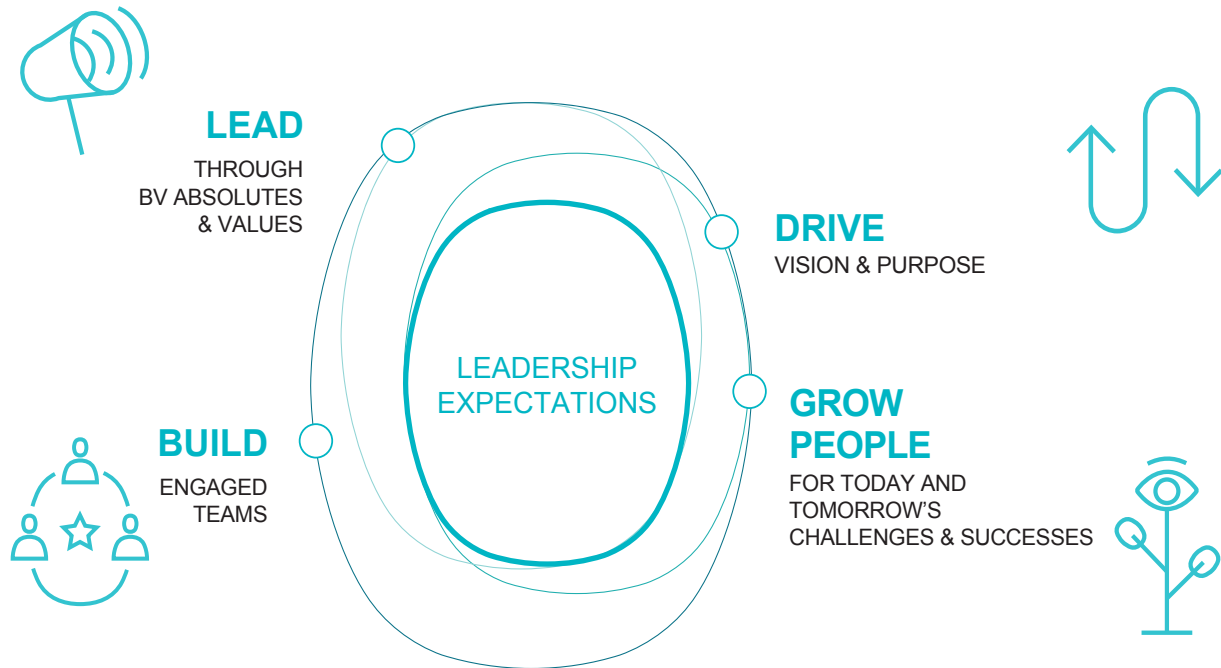 LEAD
THROUGH
BV ABSOLUTES
& VALUES
DRIVE
VISION & PURPOSE
LEADERSHIP
EXPECTATIONS
BUILD
ENGAGED
TEAMS
GROW
PEOPLE
FOR TODAY AND
TOMORROW'S
CHALLENGES & SUCCESSES